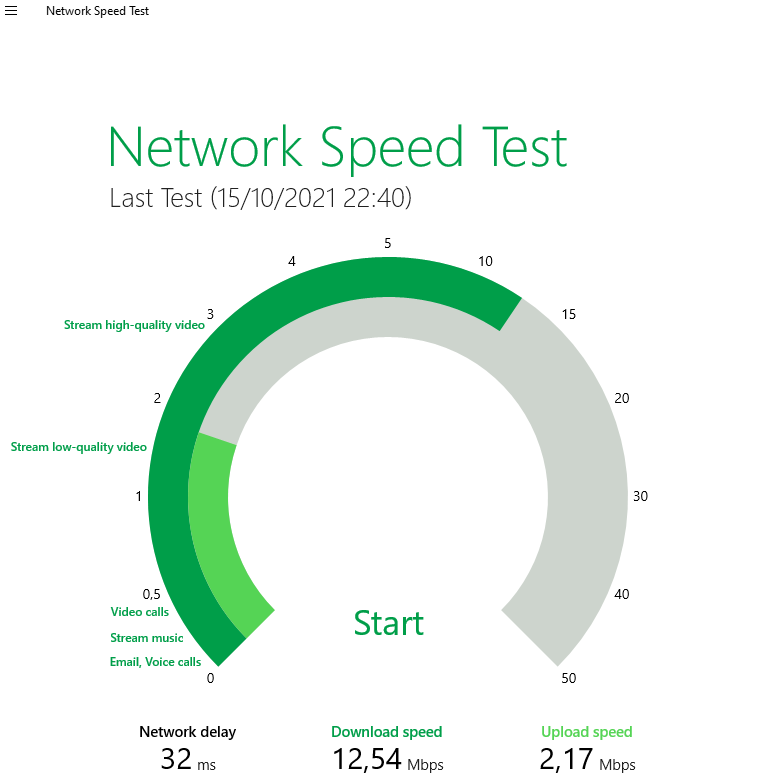 Network Speed Test
Network Speed Test
Last Test (15/10/2021 22:40)
5
4
10
3
15
Stream high-quality video
2
20
Stream low-quality video
1
30
0,5
40
Video calls
Start
Stream music
Email, Voice calls
0
50
Network delay
Download speed
Upload speed
32 ms
12,54 Mbps
2,17 Mbps